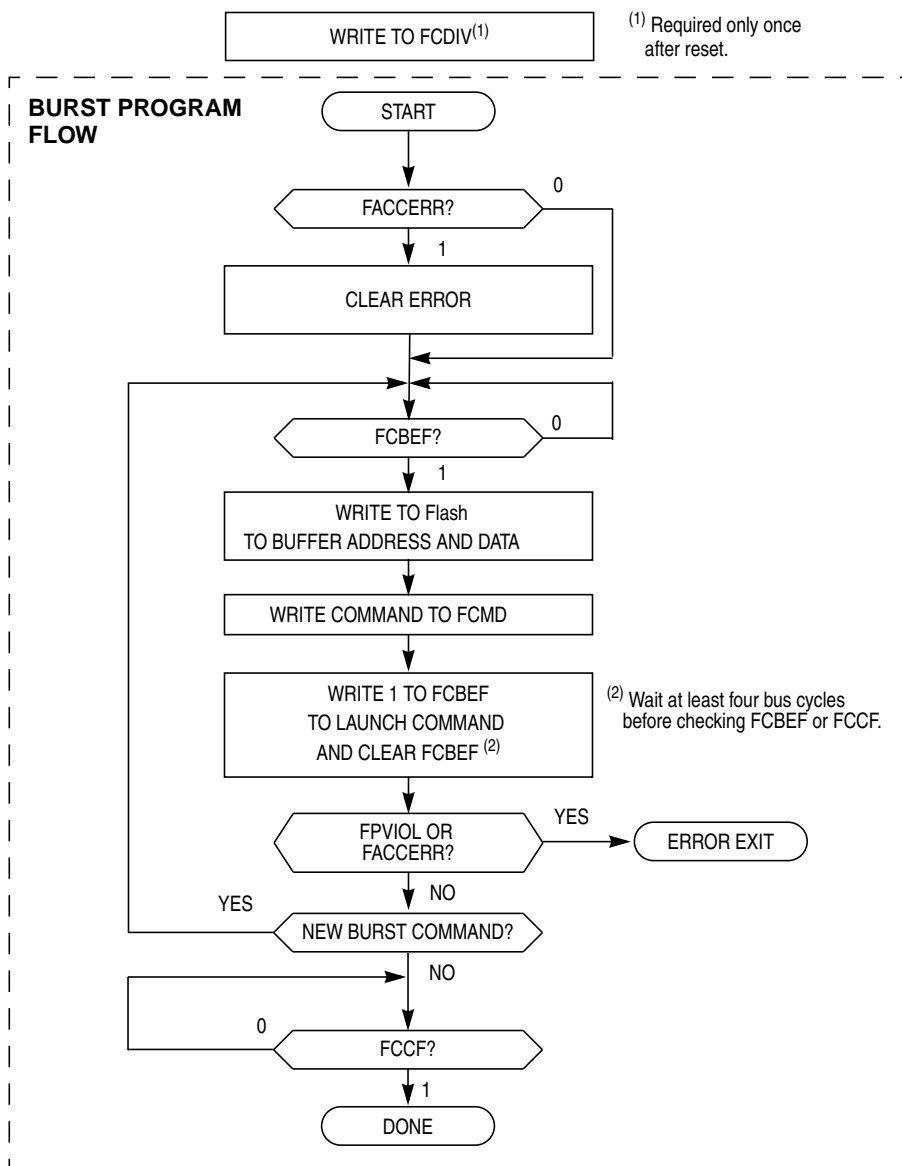 WRITE TO FCDIV(1)
(1) Required only once
after reset.
BURST PROGRAM
FLOW
START
FACCERR?
0
1
CLEAR ERROR
FCBEF?
0
1
WRITE TO Flash
TO BUFFER ADDRESS AND DATA
WRITE COMMAND TO FCMD
WRITE 1 TO FCBEF
TO LAUNCH COMMAND
AND CLEAR FCBEF (2)
(2) Wait at least four bus cycles
before checking FCBEF or FCCF.
FPVIOL OR
FACCERR?
YES
ERROR EXIT
NO
YES
NEW BURST COMMAND?
NO
0
FCCF?
1
DONE